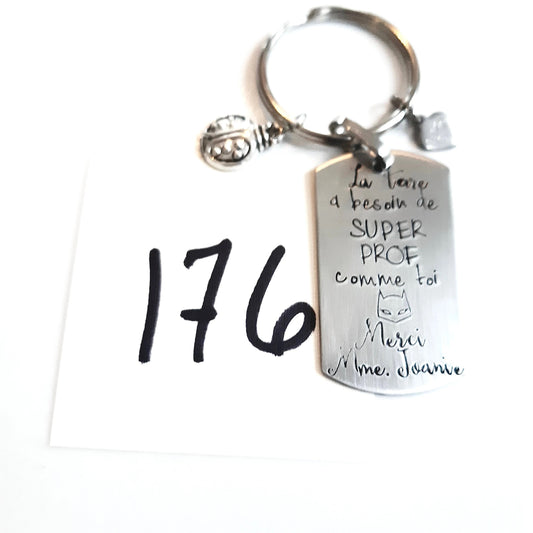 176
La terre
a besoin de
SUPER
PROF
comme toi
Merci
Mme. Joanie